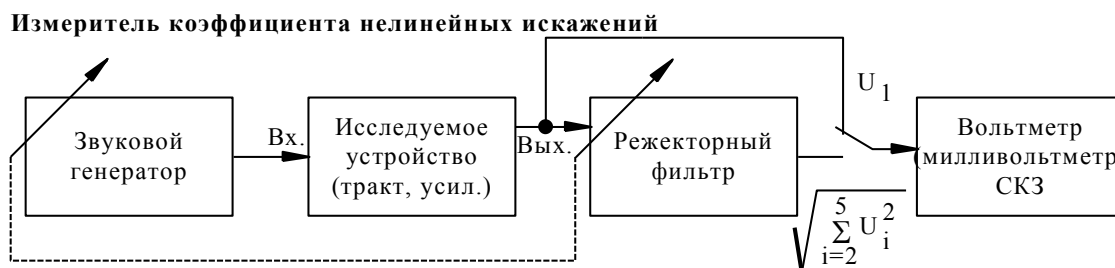 Измеритель коэффициента нелинейных искажений
Звуковой
генератор
Вх.
Исследуемое
устройство
(тракт, усил.)
Вых.
Режекторный
фильтр
U 1
Вольтметр
(милливольтметр
СКЗ
√ 5 Σ i=2 U i 2